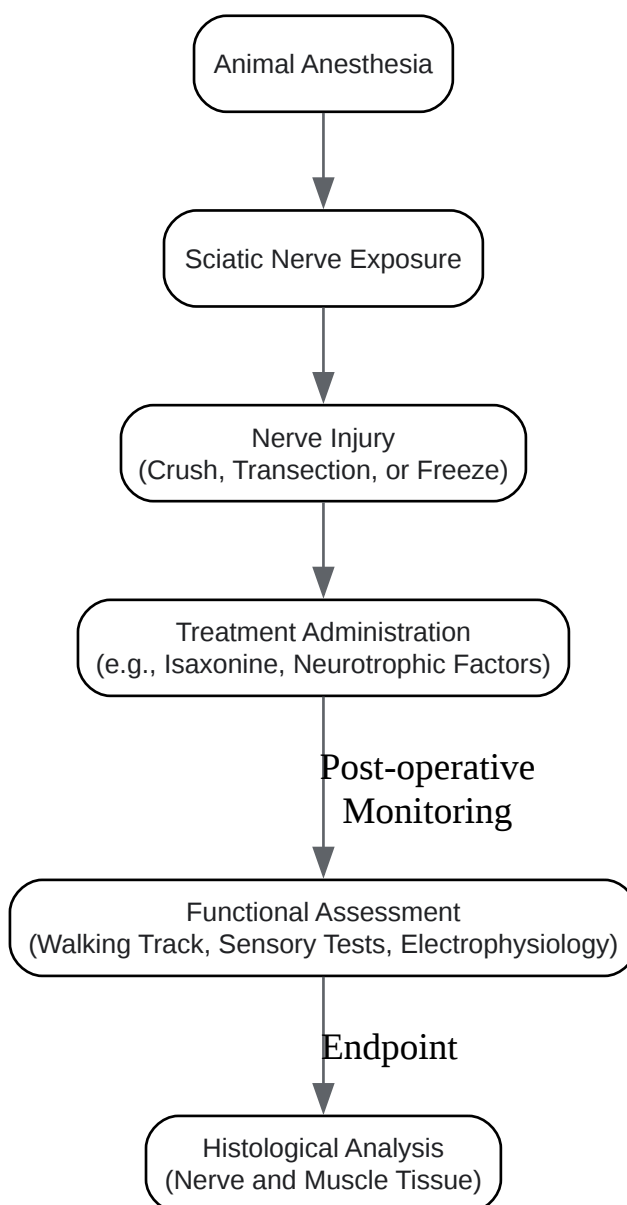 Animal Anesthesia
Sciatic Nerve Exposure
Nerve Injury
(Crush, Transection, or Freeze)
Treatment Administration
(e.g., Isaxonine, Neurotrophic Factors)
Post-operative
Monitoring
Functional Assessment
(Walking Track, Sensory Tests, Electrophysiology)
Endpoint
Histological Analysis
(Nerve and Muscle Tissue)